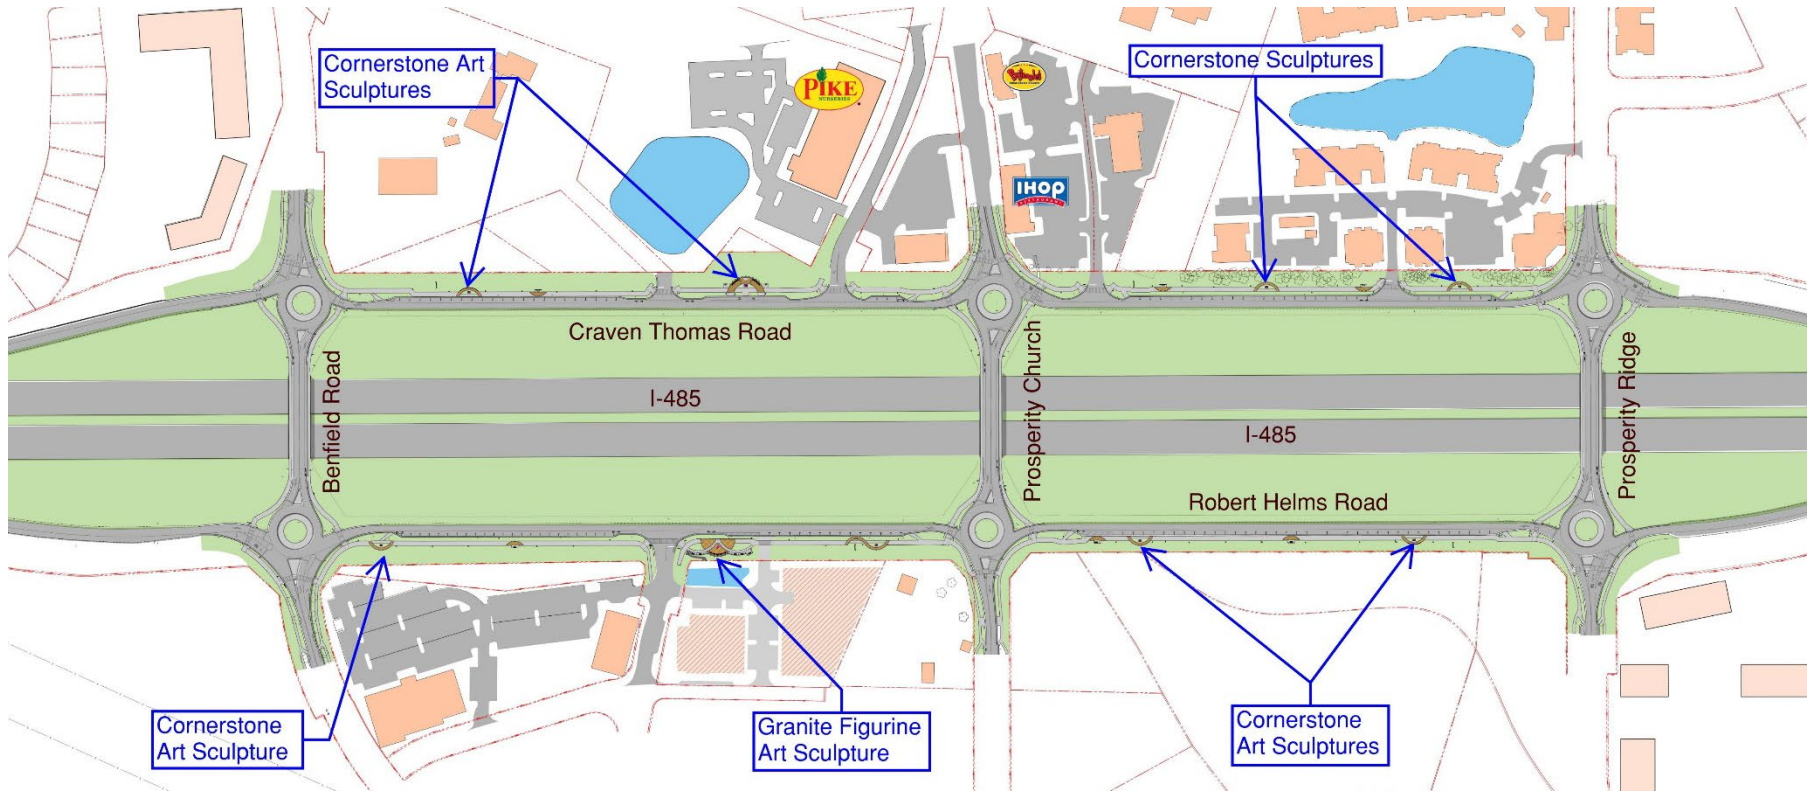 Cornerstone Art
Sculptures
PIKE
NURSERIES
Bojangles
Cornerstone Sculptures
IHOP
RESTAURANT
Craven Thomas Road
I-485
I-485
Benfield Road
Prosperity Church
Prosperity Ridge
Robert Helms Road
Cornerstone
Art Sculpture
Granite Figurine
Art Sculpture
Cornerstone
Art Sculptures